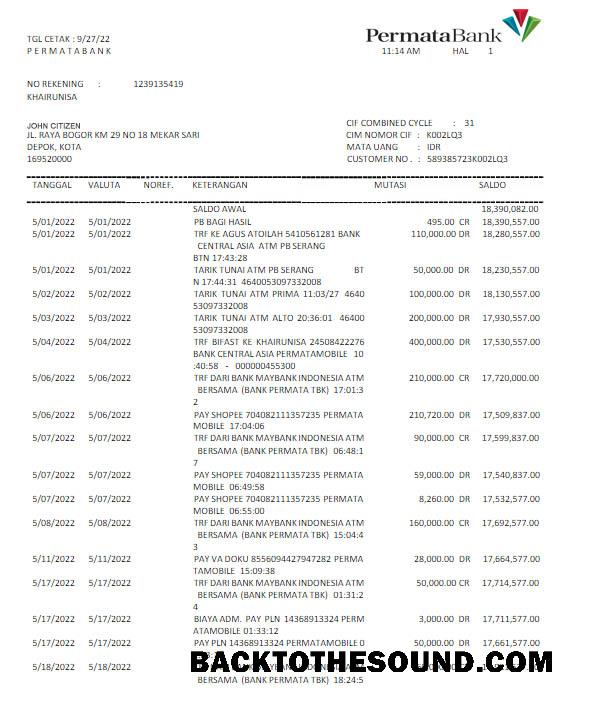 TGL CETAK : 9/27/22
P E R M A T A B A N K
PermataBank
11:14 AM HAL 1
NO REKENING : 1239135419
KHAIRUNISA
JOHN CITIZEN
JL. RAYA BOGOR KM 29 NO 18 MEKAR SARI
DEPOK, KOTA
169520000
CIF COMBINED CYCLE : 31
CIM NOMOR CIF : K002LQ3
MATA UANG : IDR
CUSTOMER NO . : 589385723K002LQ3
TANGGAL VALUTA NOREF. KETERANGAN MUTASI SALDO
SALDO AWAL 18,390,082.00
5/01/2022 5/01/2022 PB BAGI HASIL 495.00 CR 18,390,557.00
5/01/2022 5/01/2022 TRF KE AGUS ATOILAH 5410561281 BANK 110,000.00 DR 18,280,557.00
CENTRAL ASIA ATM PB SERANG
BTN 17:43:28
5/01/2022 5/01/2022 TARIK TUNAI ATM PB SERANG BT 50,000.00 DR 18,230,557.00
N 17:44:31 4640053097332008
5/02/2022 5/02/2022 TARIK TUNAI ATM PRIMA 11:03/27 4640 100,000.00 DR 18,130,557.00
53097332008
5/03/2022 5/03/2022 TARIK TUNAI ATM ALTO 20:36:01 46400 200,000.00 DR 17,930,557.00
53097332008
5/04/2022 5/04/2022 TRF BIFAST KE KHAIRUNISA 24508422276 400,000.00 DR 17,530,557.00
BANK CENTRAL ASIA PERMATAMOBILE 10
:40:58 - 000000455300
5/06/2022 5/06/2022 TRF DARI BANK MAYBANK INDONESIA ATM 210,000.00 CR 17,720,000.00
BERSAMA (BANK PERMATA TBK) 17:01:3
2
5/06/2022 5/06/2022 PAY SHOPEE 704082111357235 PERMATA 210,720.00 DR 17,509,837.00
MOBILE 17:04:06
5/07/2022 5/07/2022 TRF DARI BANK MAYBANK INDONESIA ATM 90,000.00 CR 17,599,837.00
BERSAMA (BANK PERMATA TBK) 06:48:1
7
5/07/2022 5/07/2022 PAY SHOPEE 704082111357235 PERMATA 59,000.00 DR 17,540,837.00
MOBILE 06:49:58
5/07/2022 5/07/2022 PAY SHOPEE 704082111357235 PERMATA 8,260.00 DR 17,532,577.00
MOBILE 06:55:00
5/08/2022 5/08/2022 TRF DARI BANK MAYBANK INDONESIA ATM 160,000.00 CR 17,692,577.00
BERSAMA (BANK PERMATA TBK) 15:04:4
3
5/11/2022 5/11/2022 PAY VA DOKU 8556094427947282 PERMA 28,000.00 DR 17,664,577.00
TAMOBILE 15:09:38
5/17/2022 5/17/2022 TRF DARI BANK MAYBANK INDONESIA ATM 50,000.00 CR 17,714,577.00
BERSAMA (BANK PERMATA TBK) 01:31:2
4
5/17/2022 5/17/2022 BIAYA ADM. PAY PLN 14368913324 PERM 3,000.00 DR 17,711,577.00
ATAMOBILE 01:33:12
5/17/2022 5/17/2022 PAY PLN 14368913324 PERMATAMOBILE 0 50,000.00 DR 17,661,577.00
5/18/2022 5/18/2022
BACKTOTHESOUND.COM
BERSAMA (BANK PERMATA TBK) 18:24:5